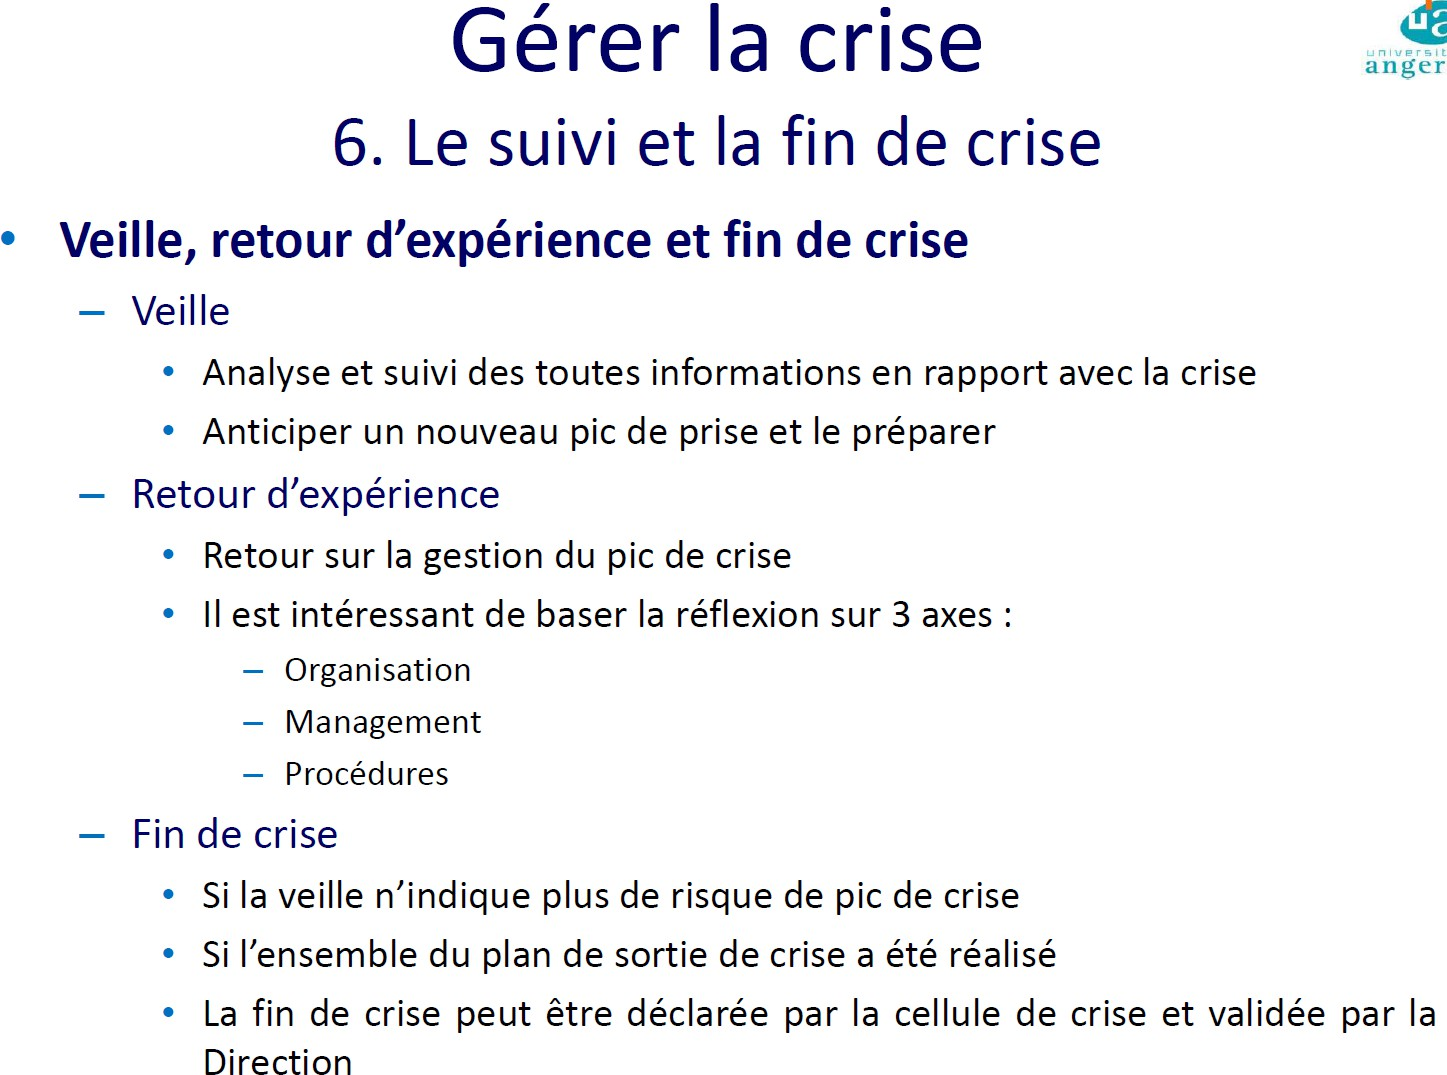 Gérer la crise
6. Le suivi et la fin de crise
ua
universit
anger
• Veille, retour d’expérience et fin de crise
– Veille
• Analyse et suivi des toutes informations en rapport avec la crise
• Anticiper un nouveau pic de prise et le préparer
– Retour d’expérience
• Retour sur la gestion du pic de crise
• Il est intéressant de baser la réflexion sur 3 axes :
– Organisation
– Management
– Procédures
– Fin de crise
• Si la veille n’indique plus de risque de pic de crise
• Si l’ensemble du plan de sortie de crise a été réalisé
• La fin de crise peut être déclarée par la cellule de crise et validée par la
Direction